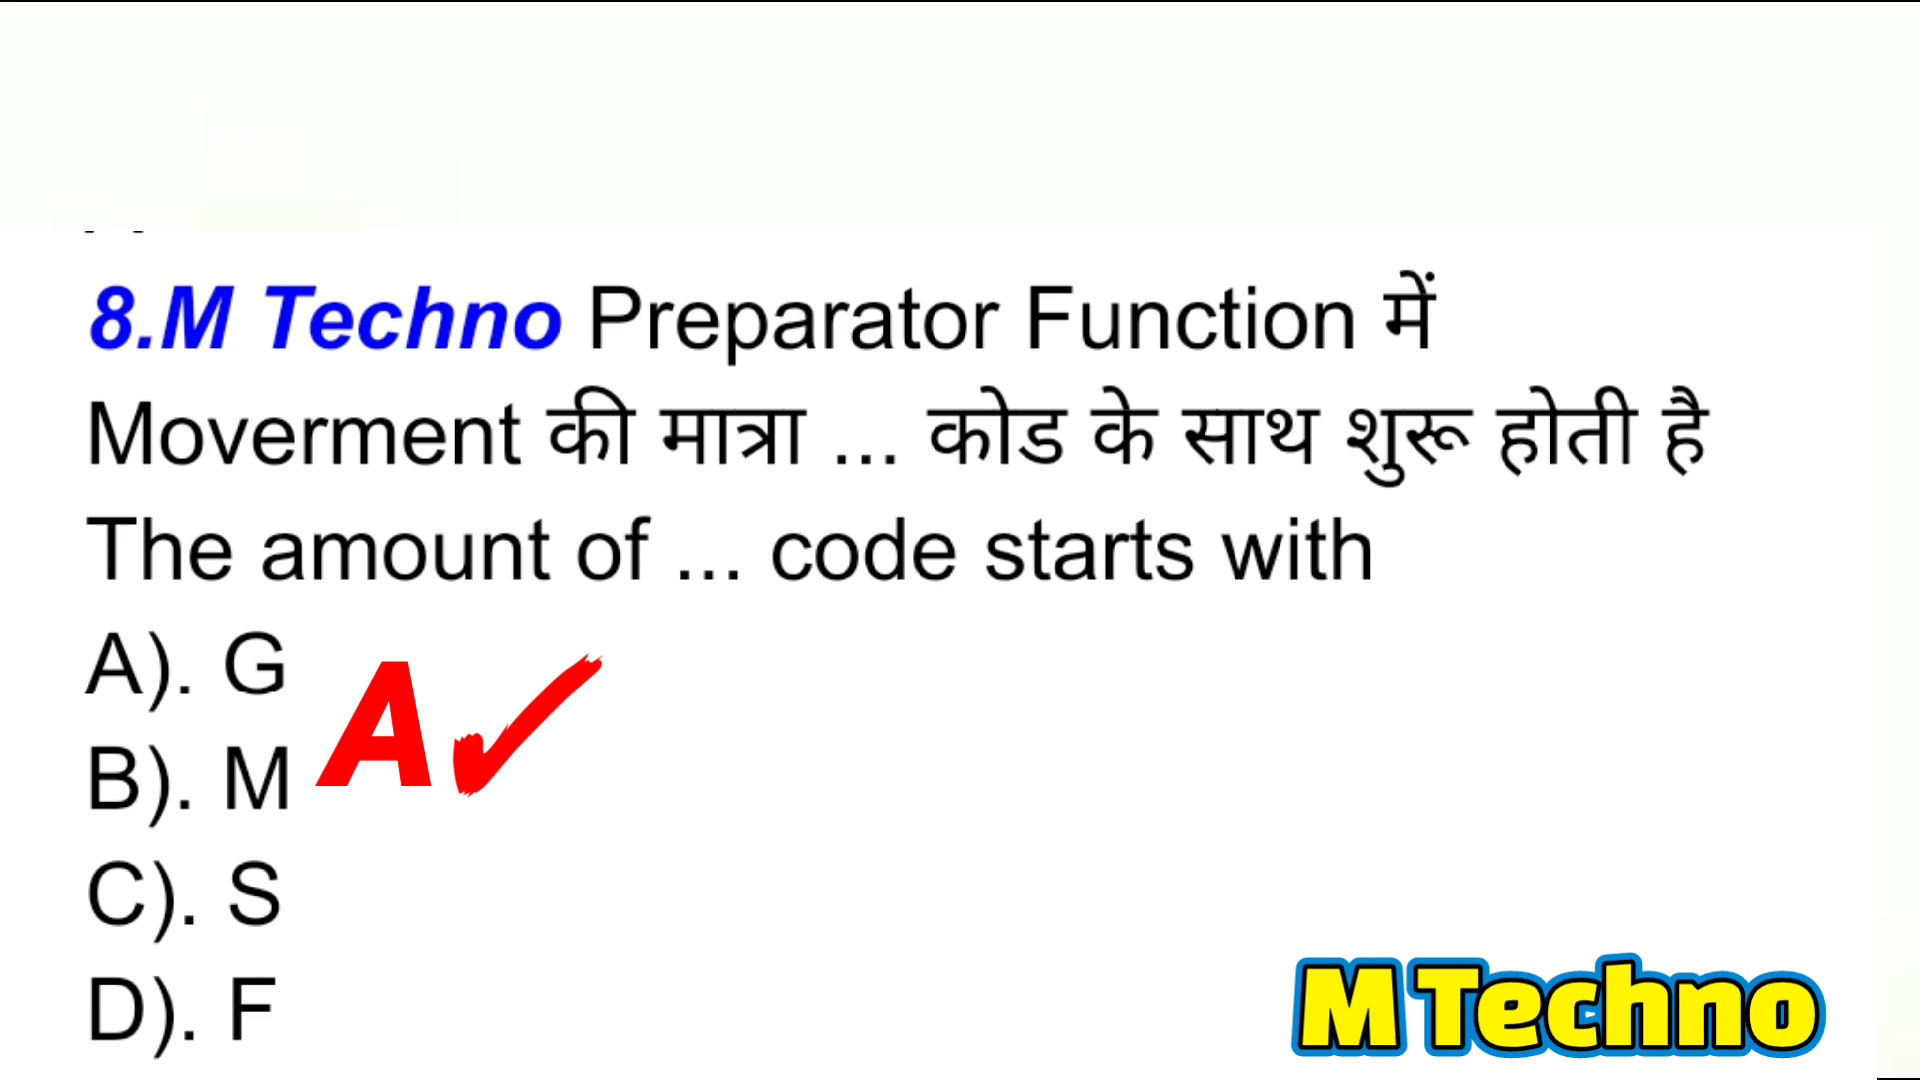 8.M Techno Preparator Function में
Moverment की मात्रा ... कोड के साथ शुरू होती है
The amount of ... code starts with
A). G
A
B). M
C). S
D). F
M Techno